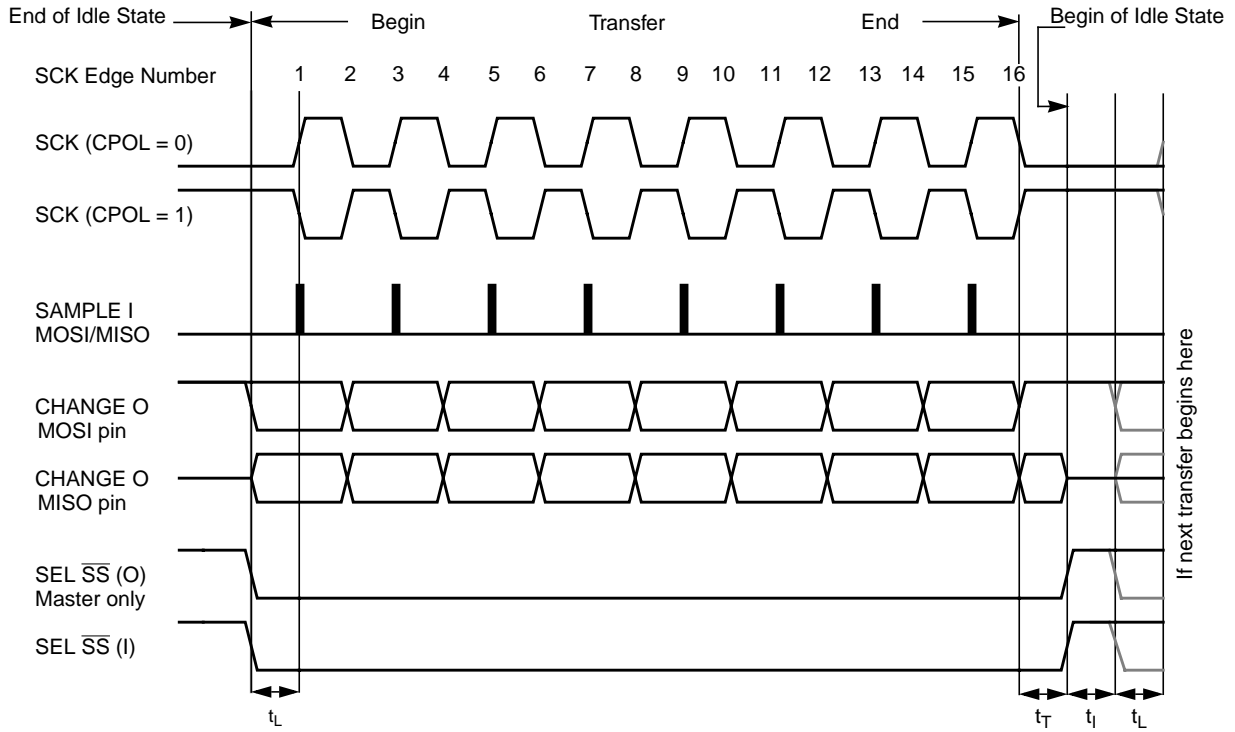 End of Idle State
Begin
Transfer
End
Begin of Idle State
SCK Edge Number
1 2 3 4 5 6 7 8 9 10 11 12 13 14 15 16
SCK (CPOL = 0)
SCK (CPOL = 1)
SAMPLE I
MOSI/MISO
CHANGE O
MOSI pin
CHANGE O
MISO pin
SEL S̅S̅ (O)
Master only
SEL S̅S̅ (I)
tL
tT
tI
tL
If next transfer begins here